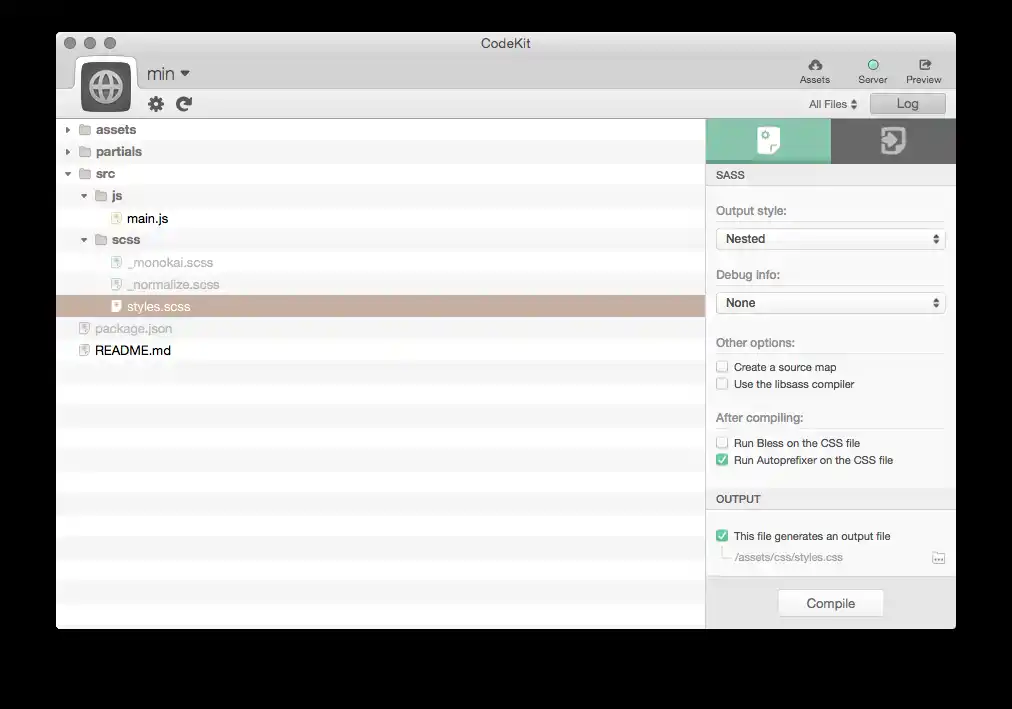 CodeKit
min
Assets
Server
Preview
All Files
Log
assets
partials
src
js
main.js
scss
_monokai.scss
_normalize.scss
styles.scss
package.json
README.md
SASS
Output style:
Nested
Debug Info:
None
Other options:
Create a source map
Use the libsass compiler
After compiling:
Run Bless on the CSS file
Run Autoprefixer on the CSS file
OUTPUT
This file generates an output file
/assets/css/styles.css
Compile